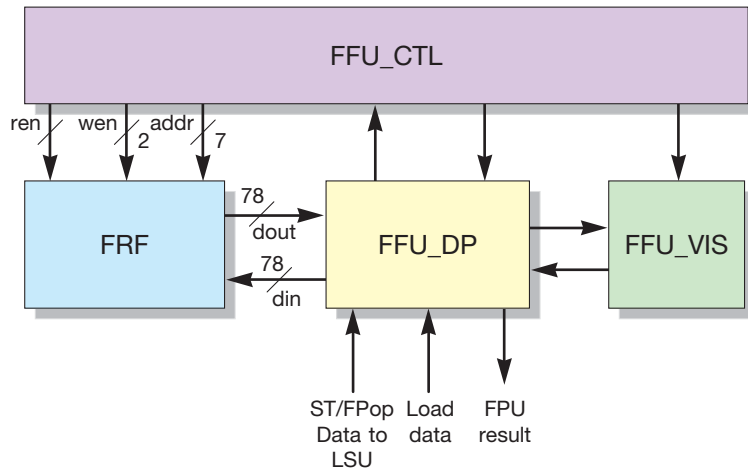 FFU_CTL
ren
wen
2
addr
7
FRF
78
dout
78
din
FFU_DP
FFU_VIS
ST/FPop
Data to
LSU
Load
data
FPU
result